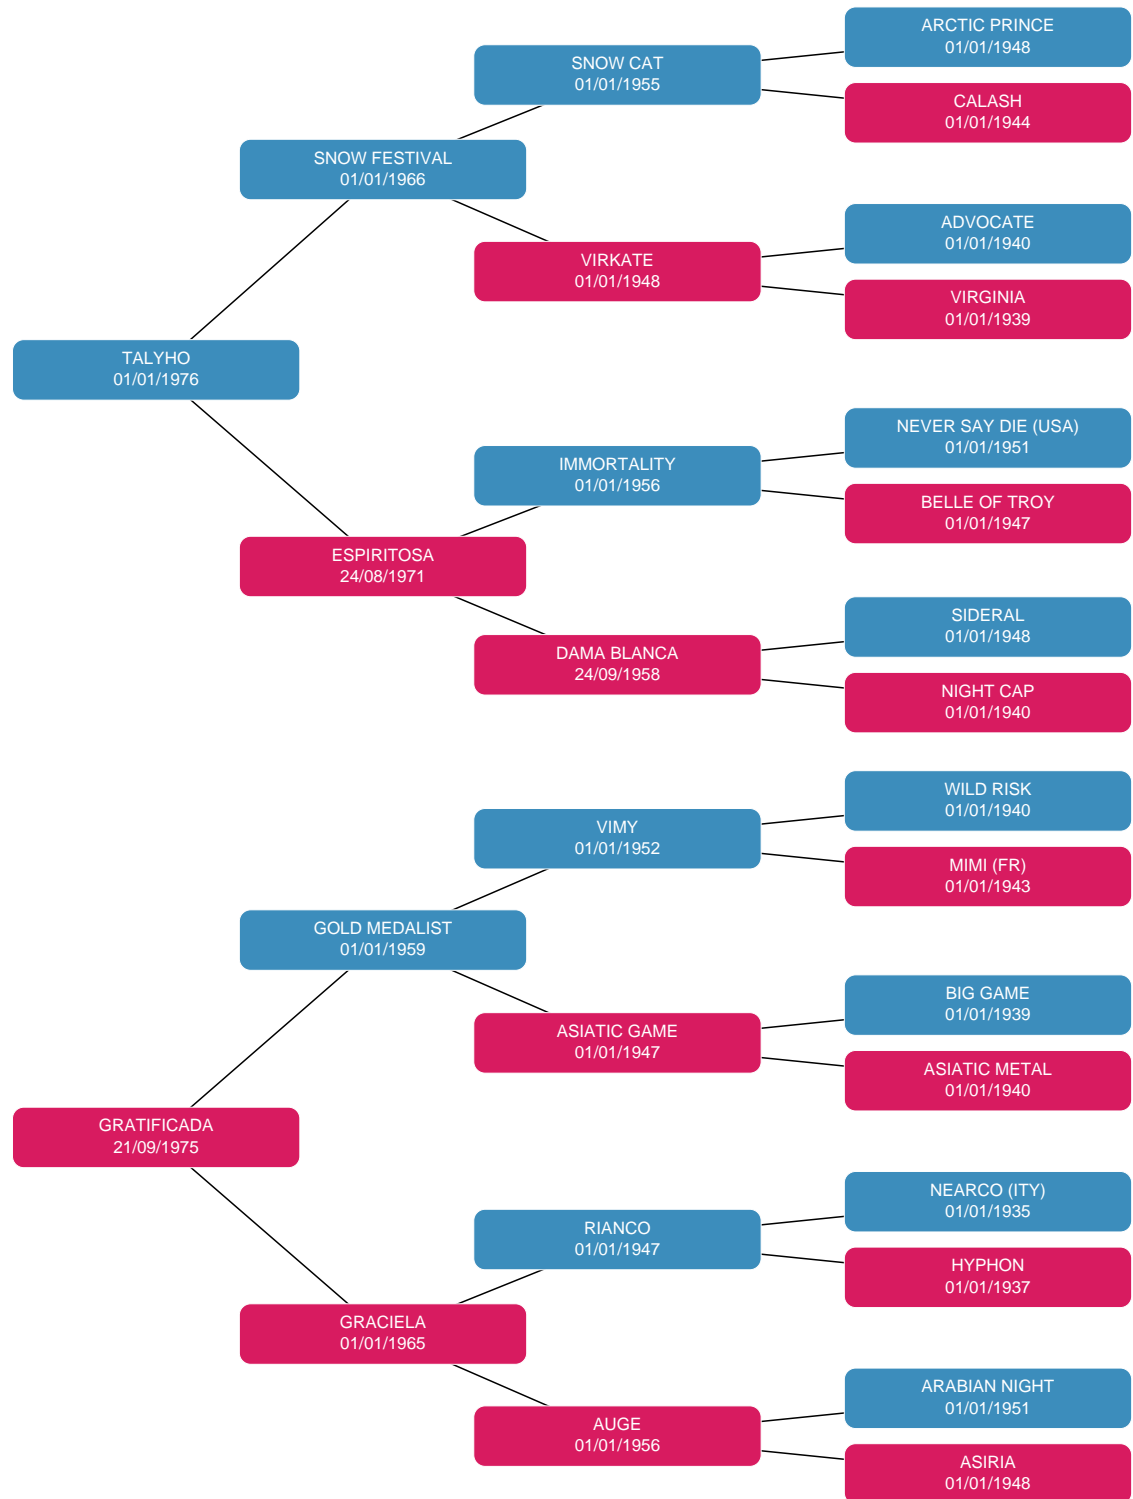 ARCTIC PRINCE
01/01/1948
SNOW CAT
01/01/1955
CALASH
01/01/1944
SNOW FESTIVAL
01/01/1966
ADVOCATE
01/01/1940
VIRKATE
01/01/1948
VIRGINIA
01/01/1939
TALYHO
01/01/1976
NEVER SAY DIE (USA)
01/01/1951
IMMORTALITY
01/01/1956
BELLE OF TROY
01/01/1947
ESPIRITOSA
24/08/1971
SIDERAL
01/01/1948
DAMA BLANCA
24/09/1958
NIGHT CAP
01/01/1940
WILD RISK
01/01/1940
VIMY
01/01/1952
MIMI (FR)
01/01/1943
GOLD MEDALIST
01/01/1959
BIG GAME
01/01/1939
ASIATIC GAME
01/01/1947
ASIATIC METAL
01/01/1940
GRATIFICADA
21/09/1975
NEARCO (ITY)
01/01/1935
RIANCO
01/01/1947
HYPHON
01/01/1937
GRACIELA
01/01/1965
ARABIAN NIGHT
01/01/1951
AUGE
01/01/1956
ASIRIA
01/01/1948